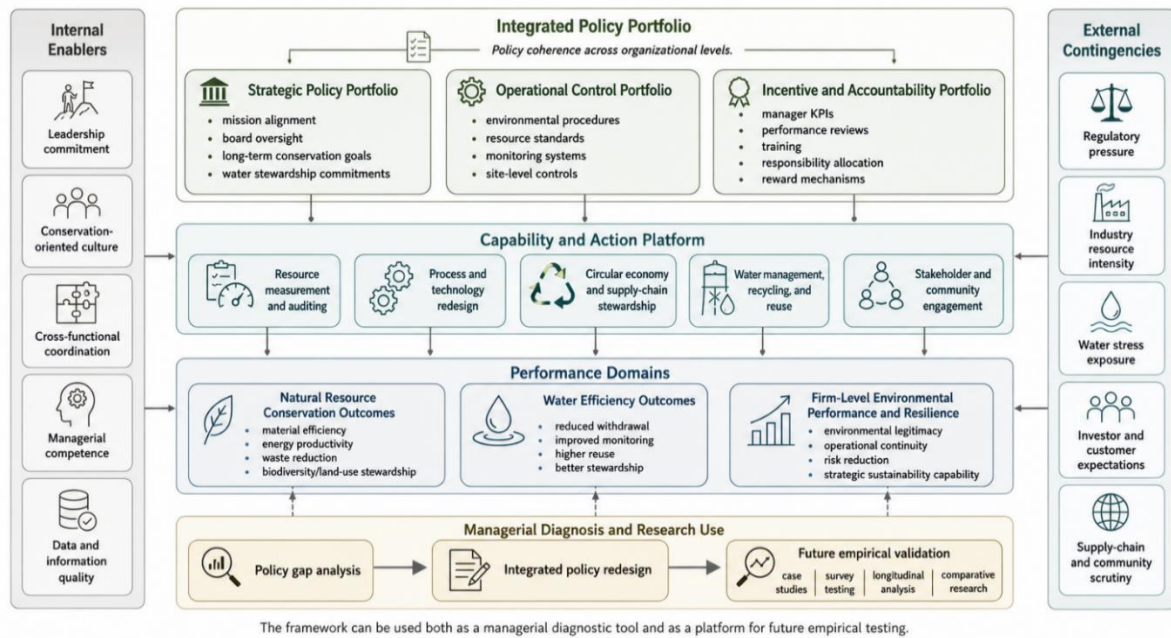 Internal
Enablers
Leadership
commitment
Conservation-
oriented culture
Cross-functional
coordination
Managerial
competence
Data and
information
quality
Integrated Policy Portfolio
Policy coherence across organizational levels.
Strategic Policy Portfolio
• mission alignment
• board oversight
• long-term conservation goals
• water stewardship commitments
Operational Control Portfolio
• environmental procedures
• resource standards
• monitoring systems
• site-level controls
Incentive and Accountability Portfolio
• manager KPIs
• performance reviews
• training
• responsibility allocation
• reward mechanisms
Capability and Action Platform
Resource
measurement
and auditing
Process and
technology
redesign
Circular economy
and supply-chain
stewardship
Water management,
recycling, and
reuse
Stakeholder and
community
engagement
Performance Domains
Natural Resource
Conservation Outcomes
• material efficiency
• energy productivity
• waste reduction
• biodiversity/land-use stewardship
Water Efficiency Outcomes
• reduced withdrawal
• improved monitoring
• higher reuse
• better stewardship
Firm-Level Environmental
Performance and Resilience
• environmental legitimacy
• operational continuity
• risk reduction
• strategic sustainability capability
Managerial Diagnosis and Research Use
Policy gap analysis
Integrated policy redesign
Future empirical validation
case
studies
survey
testing
longitudinal
analysis
comparative
research
External
Contingencies
Regulatory
pressure
Industry
resource
intensity
Water stress
exposure
Investor and
customer
expectations
Supply-chain
and community
scrutiny
The framework can be used both as a managerial diagnostic tool and as a platform for future empirical testing.